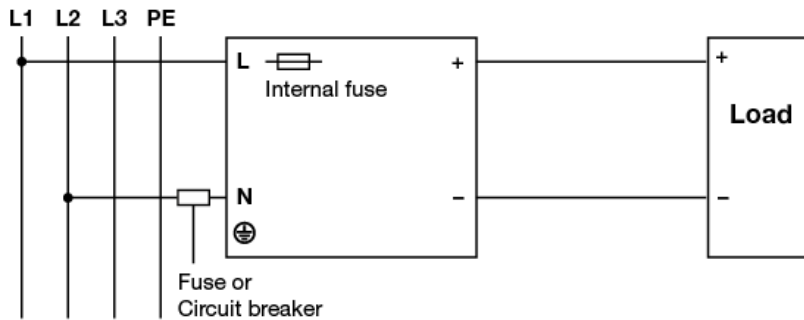 L1 L2 L3 PE
L
+
+
Internal fuse
Load
N
–
–
Fuse or
Circuit breaker